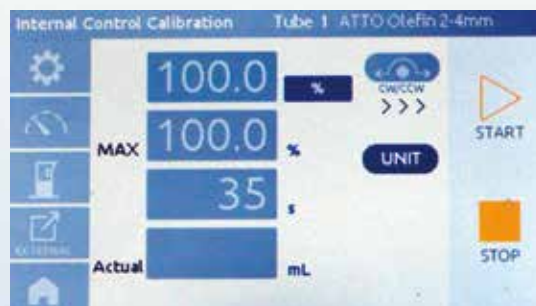 Internal Control Calibration Tube 1 ATTO Olefin 2-4mm
100.0 %
CW/CCW
>>>
START
MAX 100.0 %
UNIT
35 s
EXTERNAL
Actual mL
STOP